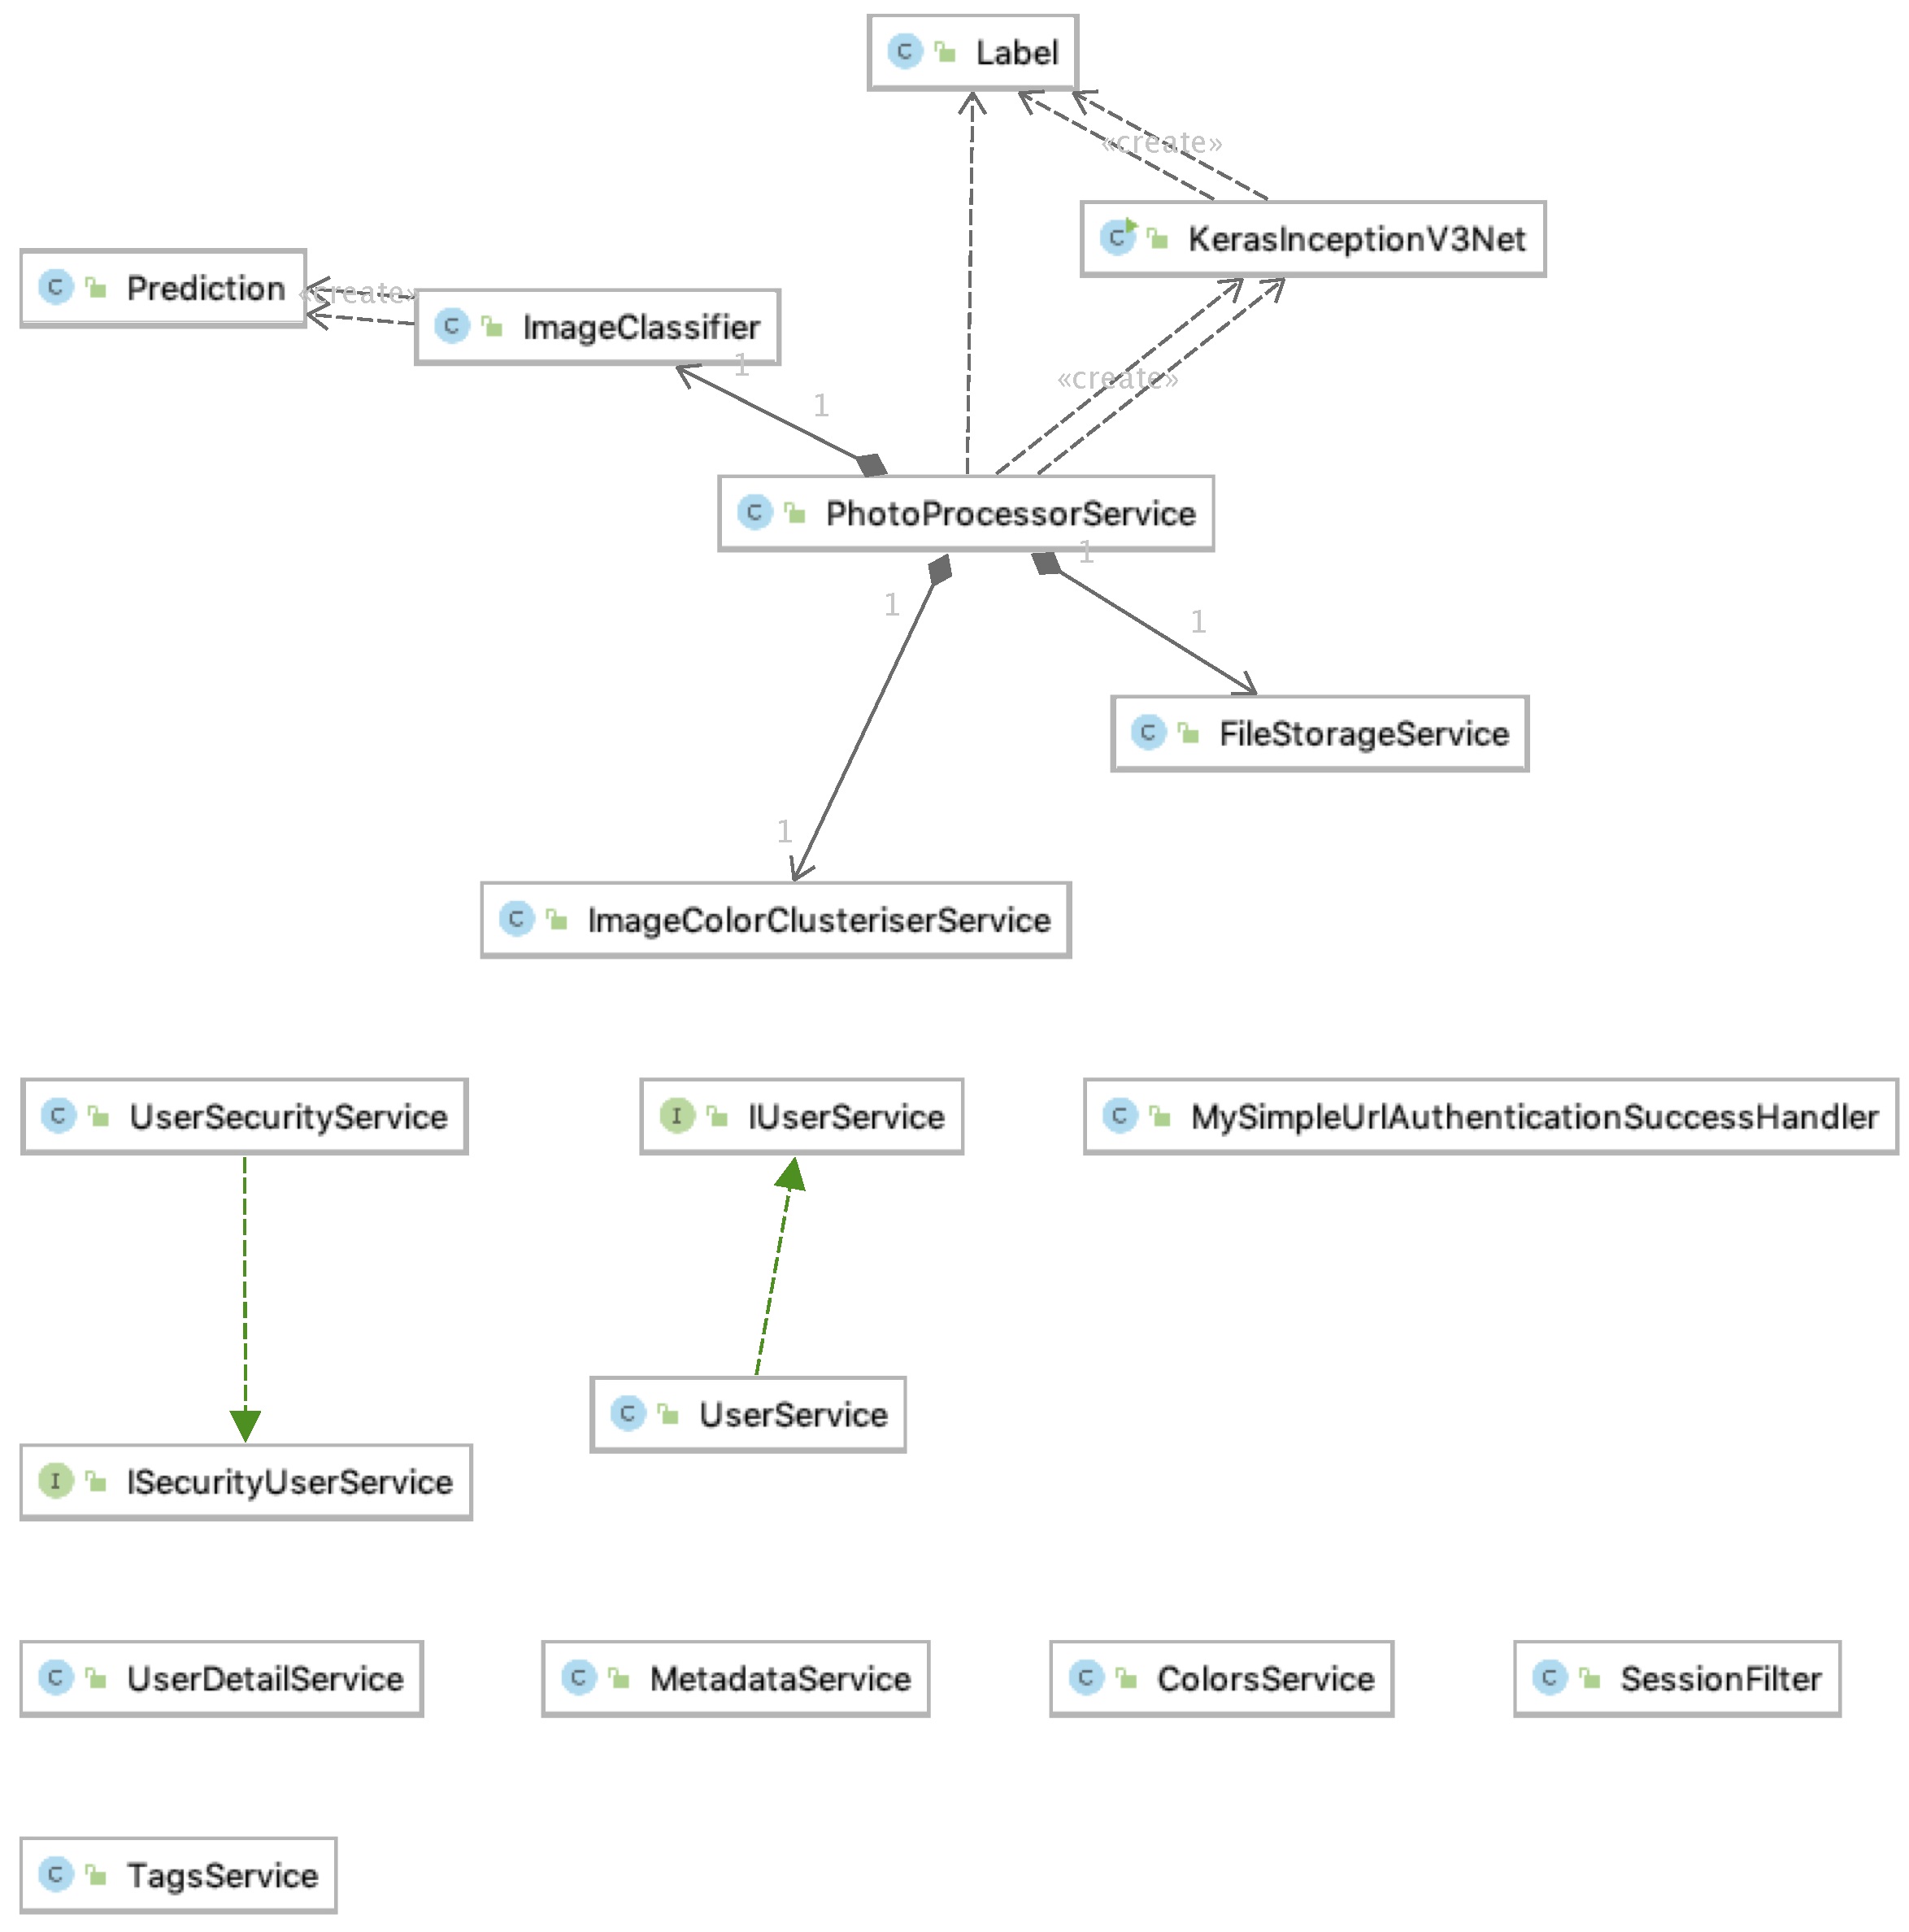 C Label
«create»
C KerasInceptionV3Net
C Prediction
«create»
C ImageClassifier
1
1
«create»
C PhotoProcessorService
1
1
1
C FileStorageService
1
C ImageColorClusteriserService
C UserSecurityService
I IUserService
C MySimpleUrlAuthenticationSuccessHandler
C UserService
I ISecurityUserService
C UserDetailService
C MetadataService
C ColorsService
C SessionFilter
C TagsService